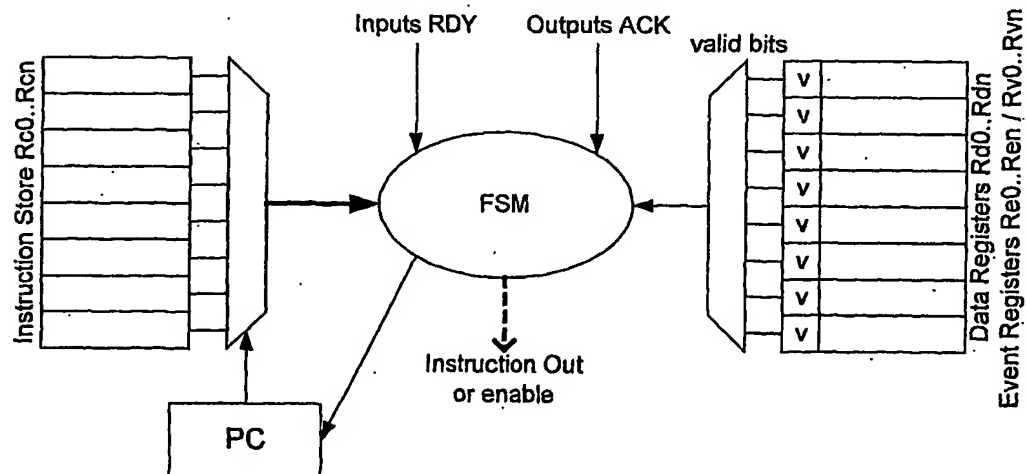 Inputs RDY
Outputs ACK
valid bits
Instruction Store Rc0..Rcn
FSM
v
v
v
v
v
v
v
v
Data Registers Rd0..Rdn
Event Registers Re0..Ren / Rv0..Rvn
Instruction Out
or enable
PC